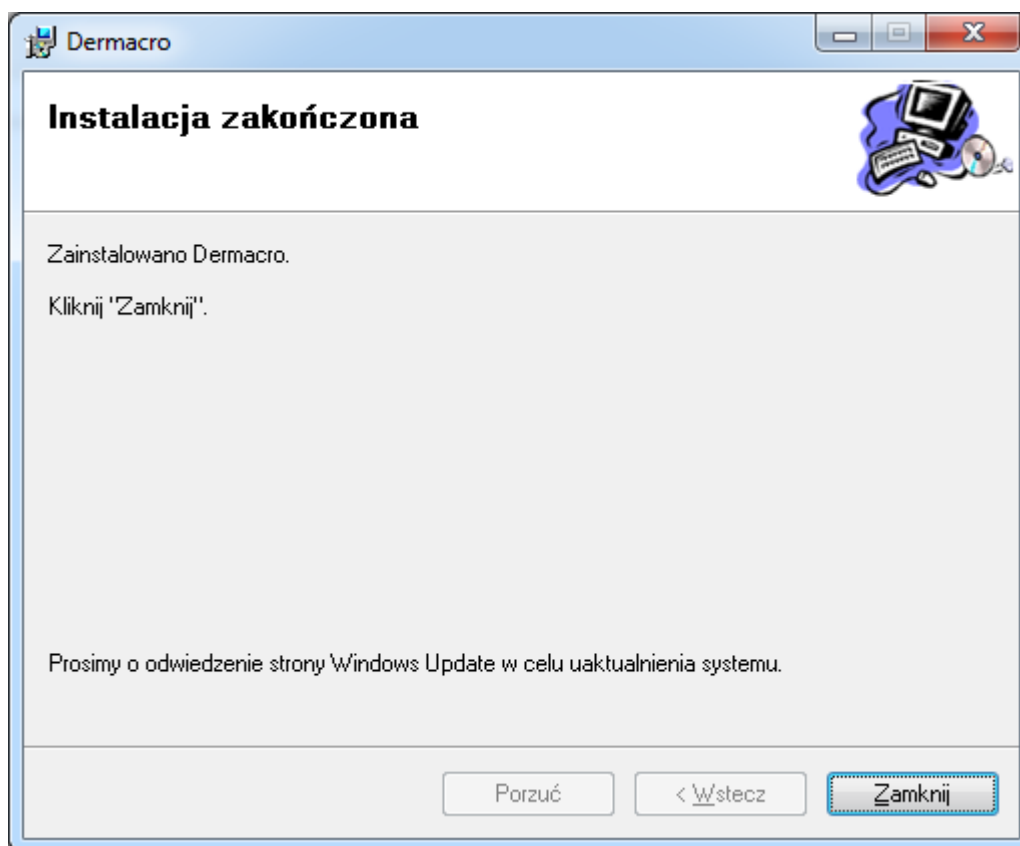 Dermacro
Instalacja zakończona
Zainstalowano Dermacro.
Kliknij "Zamknij".
Prosimy o odwiedzenie strony Windows Update w celu uaktualnienia systemu.
Porzuć
< Wstecz
Zamknij